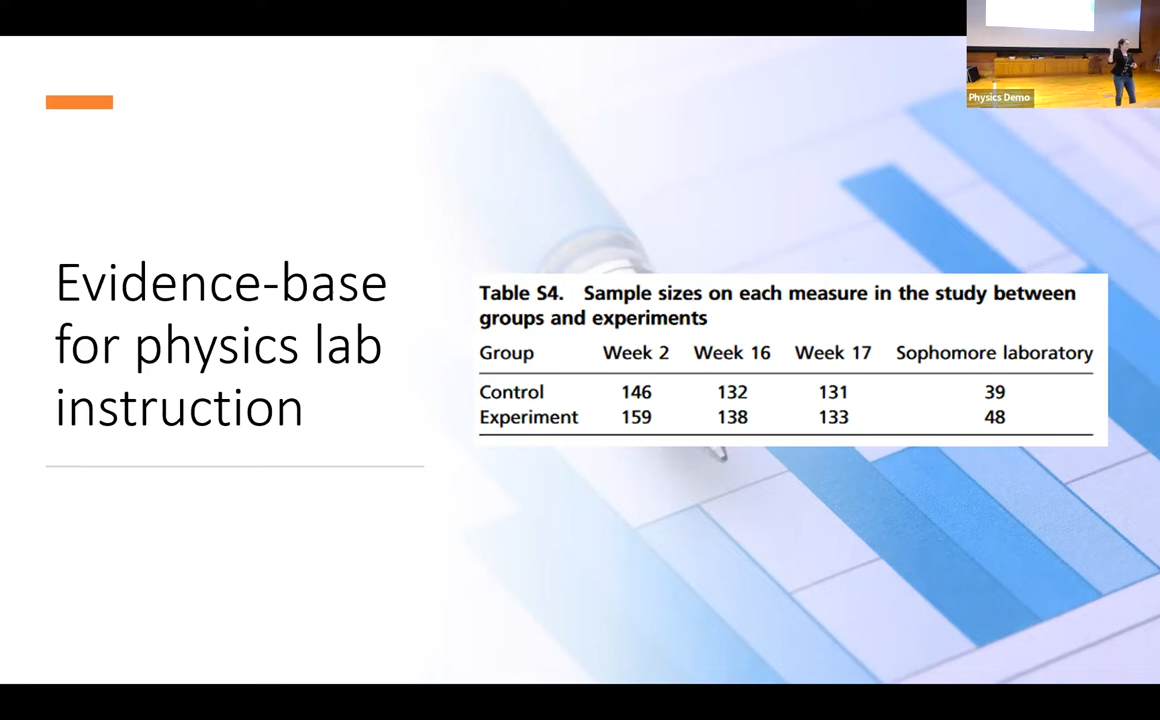 Physics Demo
Evidence-base
for physics lab
instruction
Table S4. Sample sizes on each measure in the study between
groups and experiments
Group Week 2 Week 16 Week 17 Sophomore laboratory
Control 146 132 131 39
Experiment 159 138 133 48